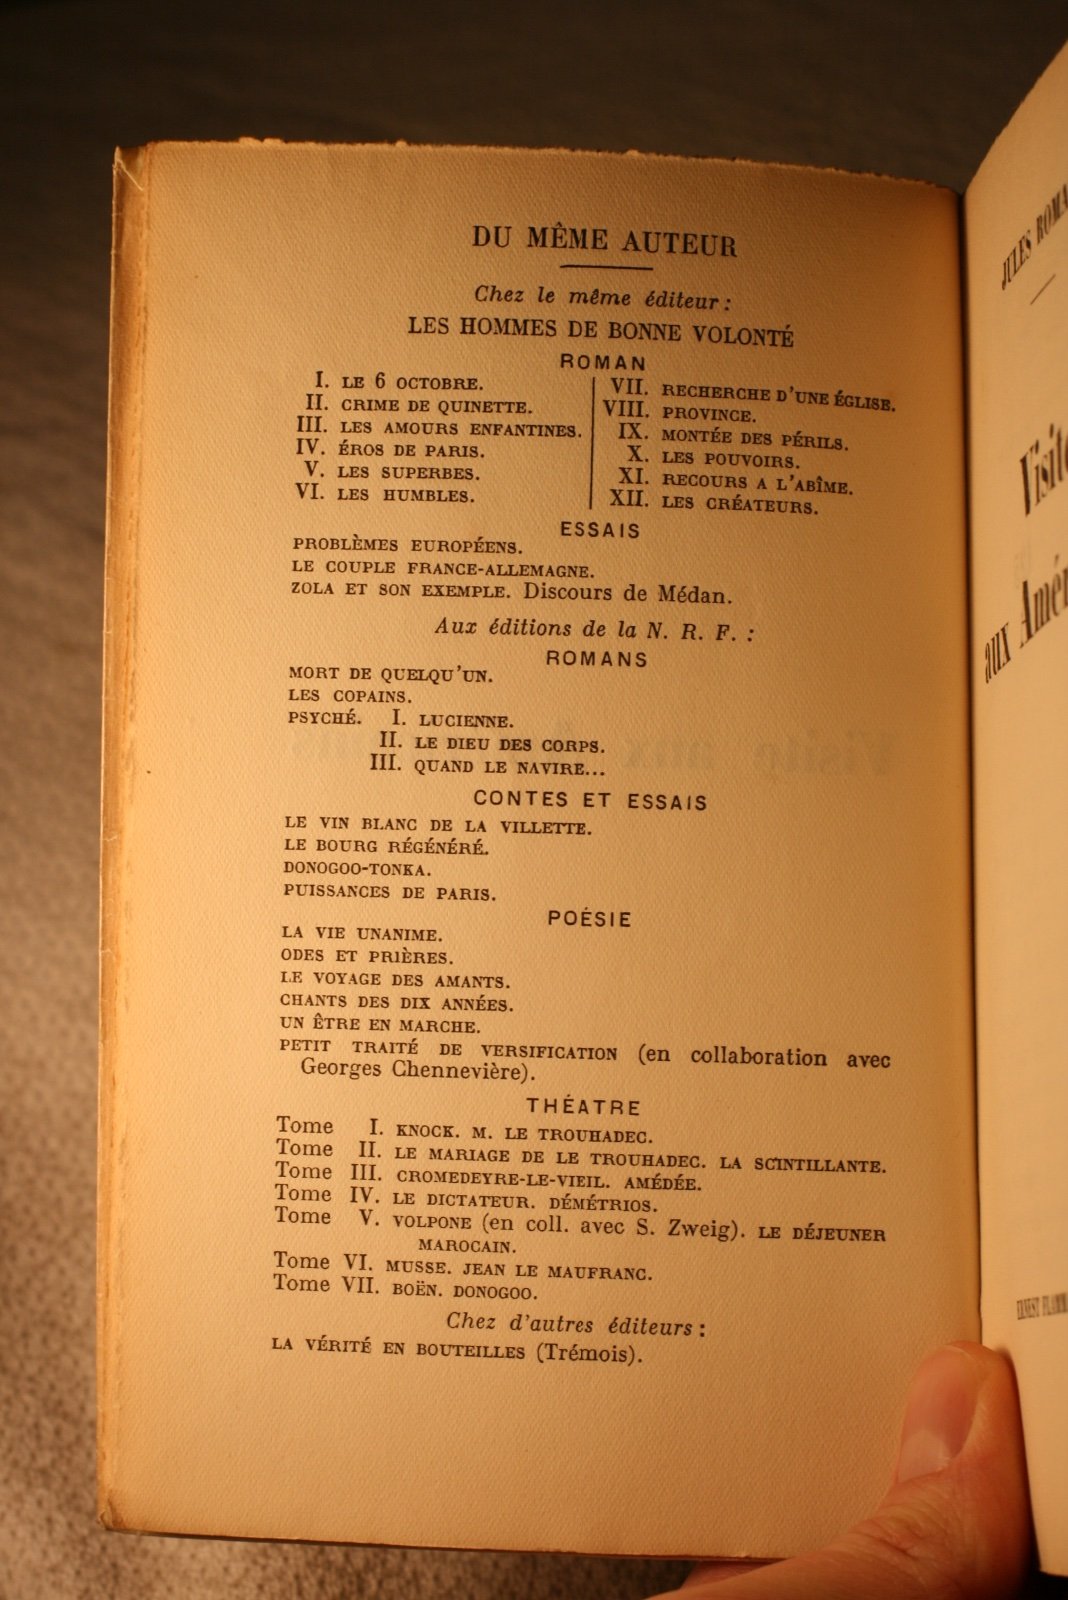 DU MÊME AUTEUR
Chez le même éditeur :
LES HOMMES DE BONNE VOLONTÉ
ROMAN
I. LE 6 OCTOBRE.
II. CRIME DE QUINETTE.
III. LES AMOURS ENFANTINES.
IV. ÉROS DE PARIS.
V. LES SUPERBES.
VI. LES HUMBLES.
VII. RECHERCHE D'UNE ÉGLISE.
VIII. PROVINCE.
IX. MONTÉE DES PÉRILS.
X. LES POUVOIRS.
XI. RECOURS A L'ABÎME.
XII. LES CRÉATEURS.
ESSAIS
PROBLÈMES EUROPÉENS.
LE COUPLE FRANCE-ALLEMAGNE.
ZOLA ET SON EXEMPLE. Discours de Médan.
Aux éditions de la N. R. F. :
ROMANS
MORT DE QUELQU'UN.
LES COPAINS.
PSYCHÉ. I. LUCIENNE.
II. LE DIEU DES CORPS.
III. QUAND LE NAVIRE...
CONTES ET ESSAIS
LE VIN BLANC DE LA VILLETTE.
LE BOURG RÉGÉNÉRÉ.
DONOGOO-TONKA.
PUISSANCES DE PARIS.
POÉSIE
LA VIE UNANIME.
ODES ET PRIÈRES.
LE VOYAGE DES AMANTS.
CHANTS DES DIX ANNÉES.
UN ÊTRE EN MARCHE.
PETIT TRAITÉ DE VERSIFICATION (en collaboration avec
Georges Chennevière).
THÉATRE
Tome I. KNOCK. M. LE TROUHADEC.
Tome II. LE MARIAGE DE LE TROUHADEC. LA SCINTILLANTE.
Tome III. CROMEDEYRE-LE-VIEIL. AMÉDÉE.
Tome IV. LE DICTATEUR. DÉMÉTRIOS.
Tome V. VOLPONE (en coll. avec S. Zweig). LE DÉJEUNER
MAROCAIN.
Tome VI. MUSSE. JEAN LE MAUFRANC.
Tome VII. BOËN. DONOGOO.
Chez d'autres éditeurs :
LA VÉRITÉ EN BOUTEILLES (Trémois).
JULES
aux
ERNEST